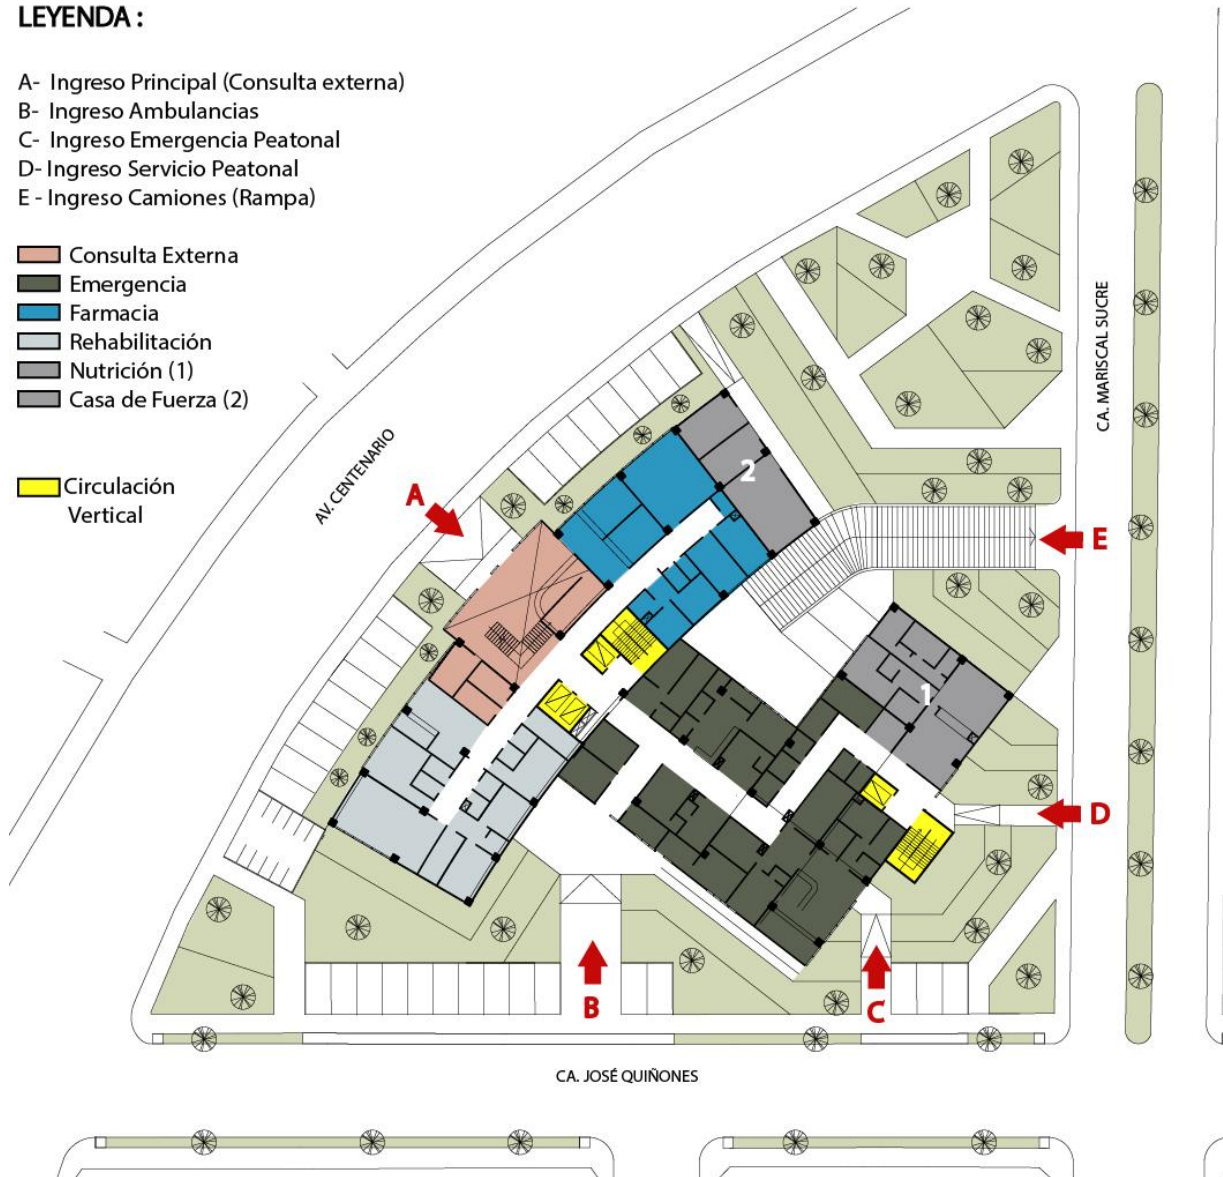 LEYENDA :
A- Ingreso Principal (Consulta externa)
B- Ingreso Ambulancias
C- Ingreso Emergencia Peatonal
D- Ingreso Servicio Peatonal
E - Ingreso Camiones (Rampa)
Consulta Externa
Emergencia
Farmacia
Rehabilitación
Nutrición (1)
Casa de Fuerza (2)
Circulación
Vertical
AV. CENTENARIO
CA. MARISCAL SUCRE
A
2
E
1
D
B
C
CA. JOSÉ QUIÑONES